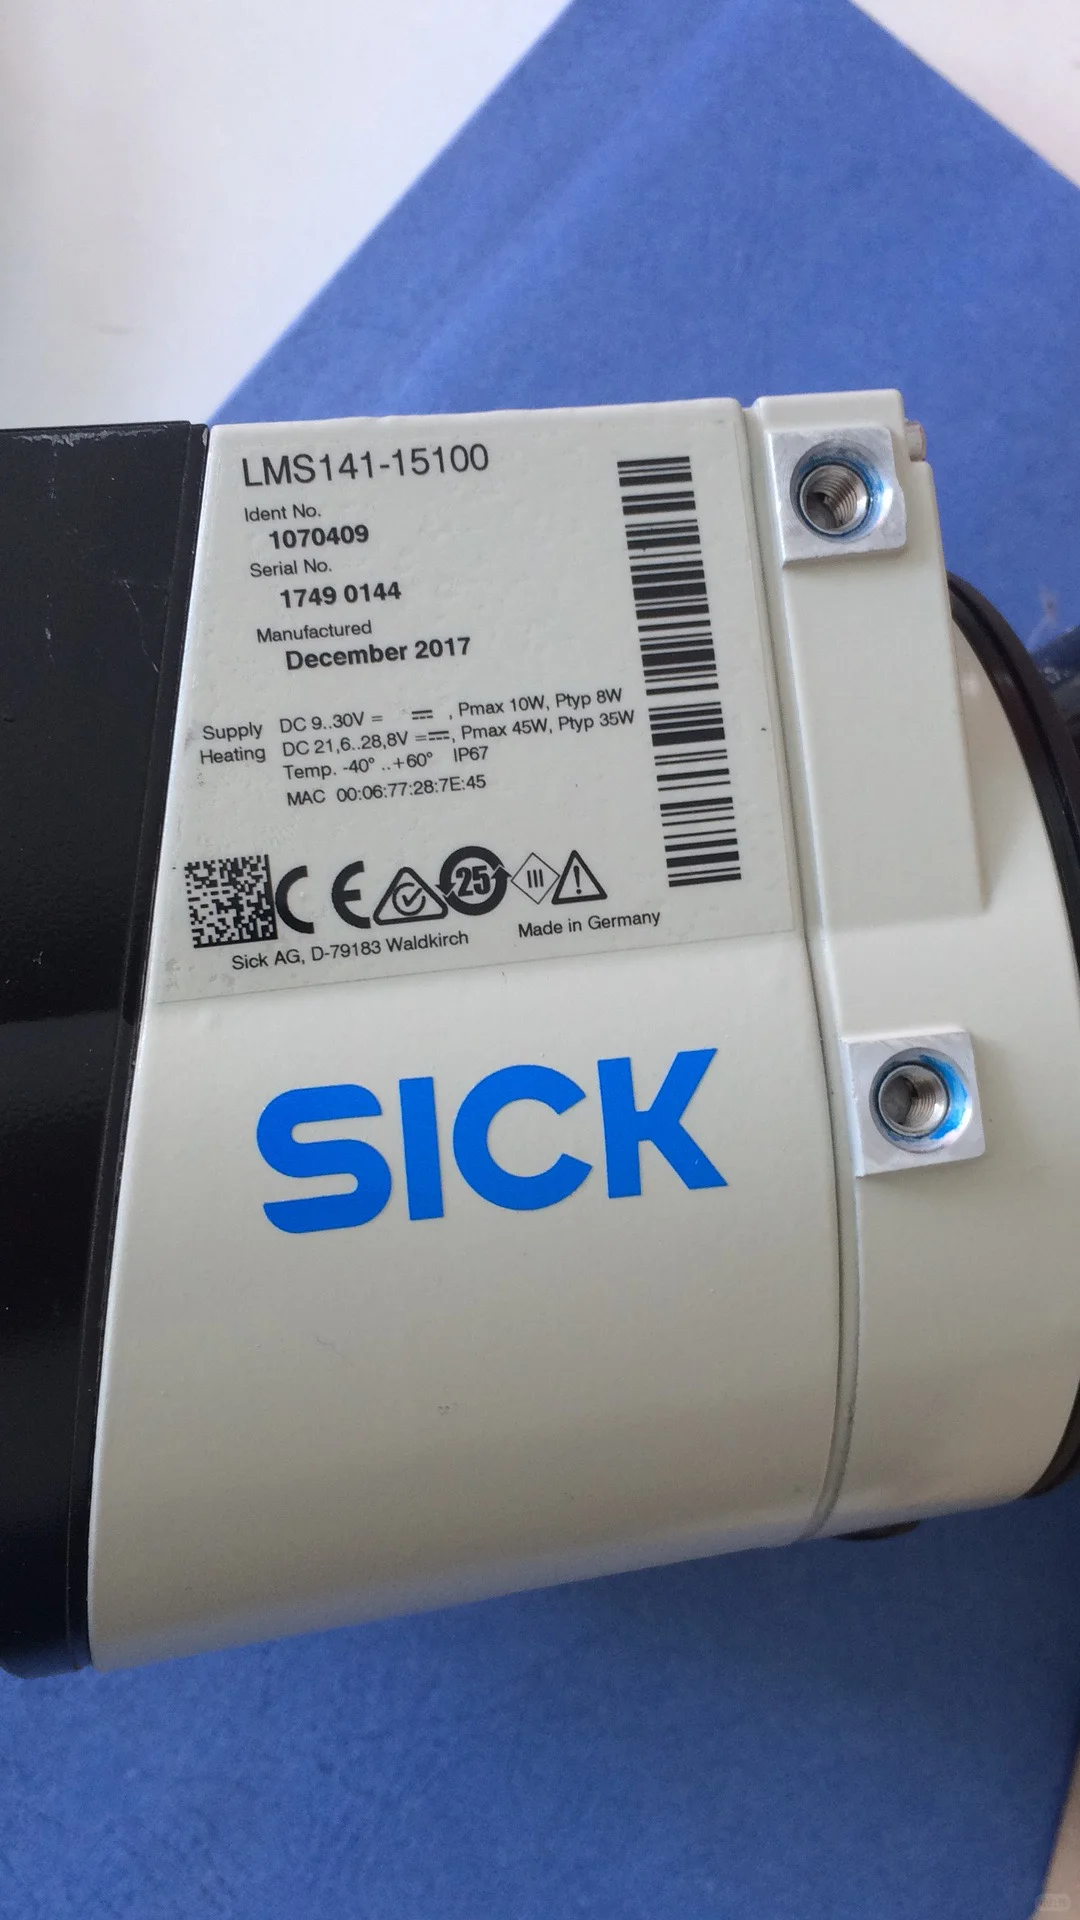 LMS141-15100
Ident No.
1070409
Serial No.
1749 0144
Manufactured
December 2017
Supply DC 9..30V = ⎓ , Pmax 10W, Ptyp 8W
Heating DC 21,6..28,8V =⎓, Pmax 45W, Ptyp 35W
Temp. -40° ..+60° IP67
MAC 00:06:77:28:7E:45
CE 25 III
Sick AG, D-79183 Waldkirch Made in Germany
SICK